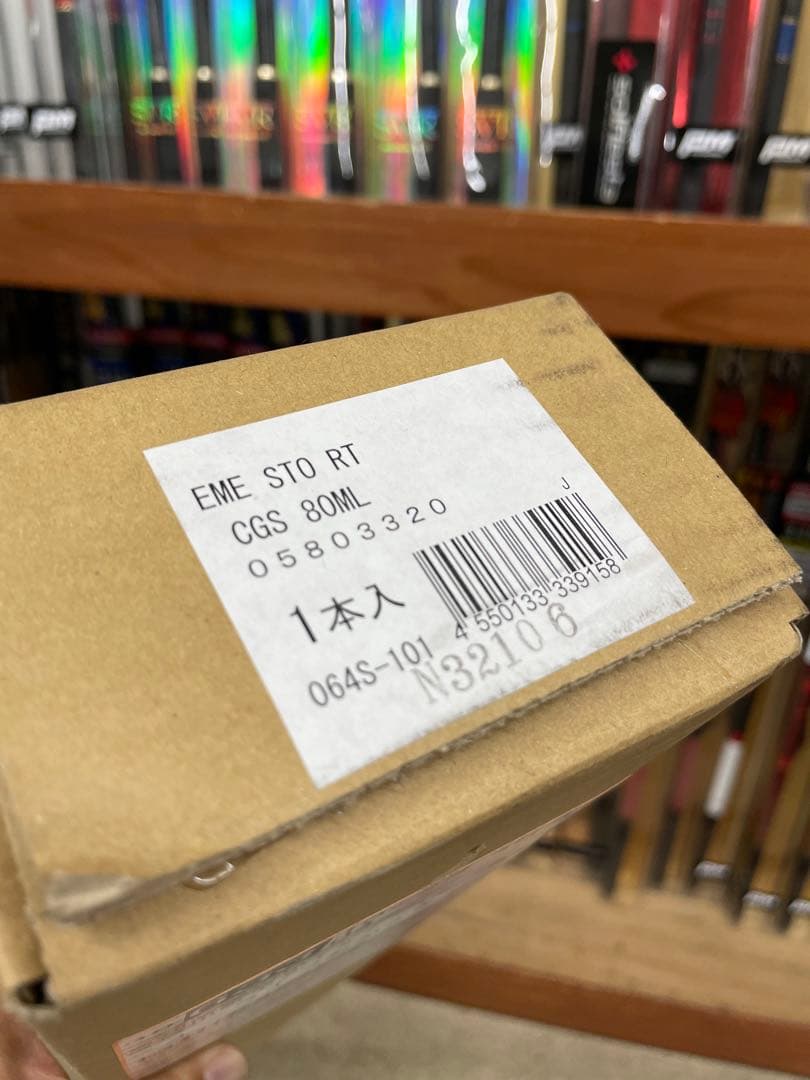 EME STO RT
CGS 80ML
05803320
J
1本入
4 550133 339158
064S-101
N32106